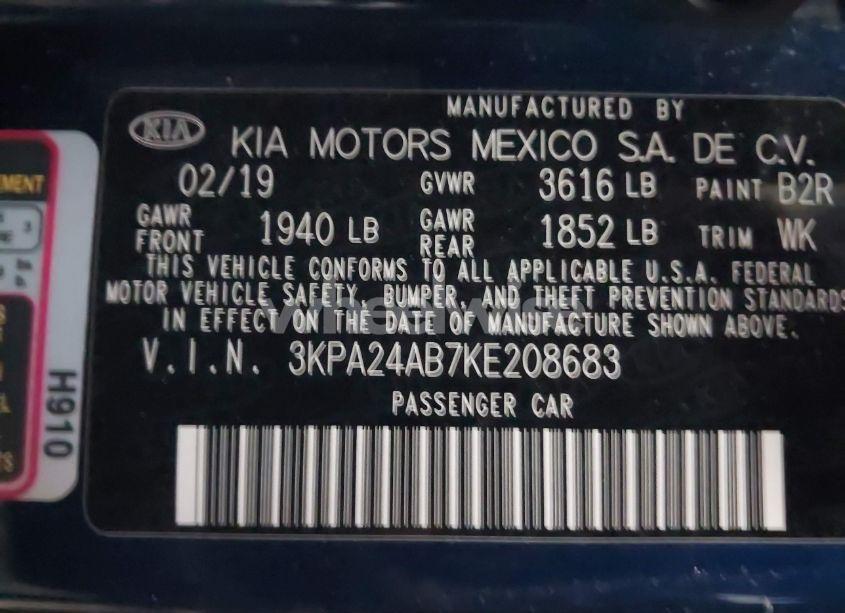 MANUFACTURED BY
KIA KIA MOTORS MEXICO S.A. DE C.V.
02/19 GVWR 3616 LB PAINT B2R
GAWR FRONT 1940 LB GAWR REAR 1852 LB TRIM WK
THIS VEHICLE CONFORMS TO ALL APPLICABLE U.S.A. FEDERAL
MOTOR VEHICLE SAFETY, BUMPER, AND THEFT PREVENTION STANDARDS
IN EFFECT ON THE DATE OF MANUFACTURE SHOWN ABOVE.
V.I.N. 3KPA24AB7KE208683
PASSENGER CAR
H910